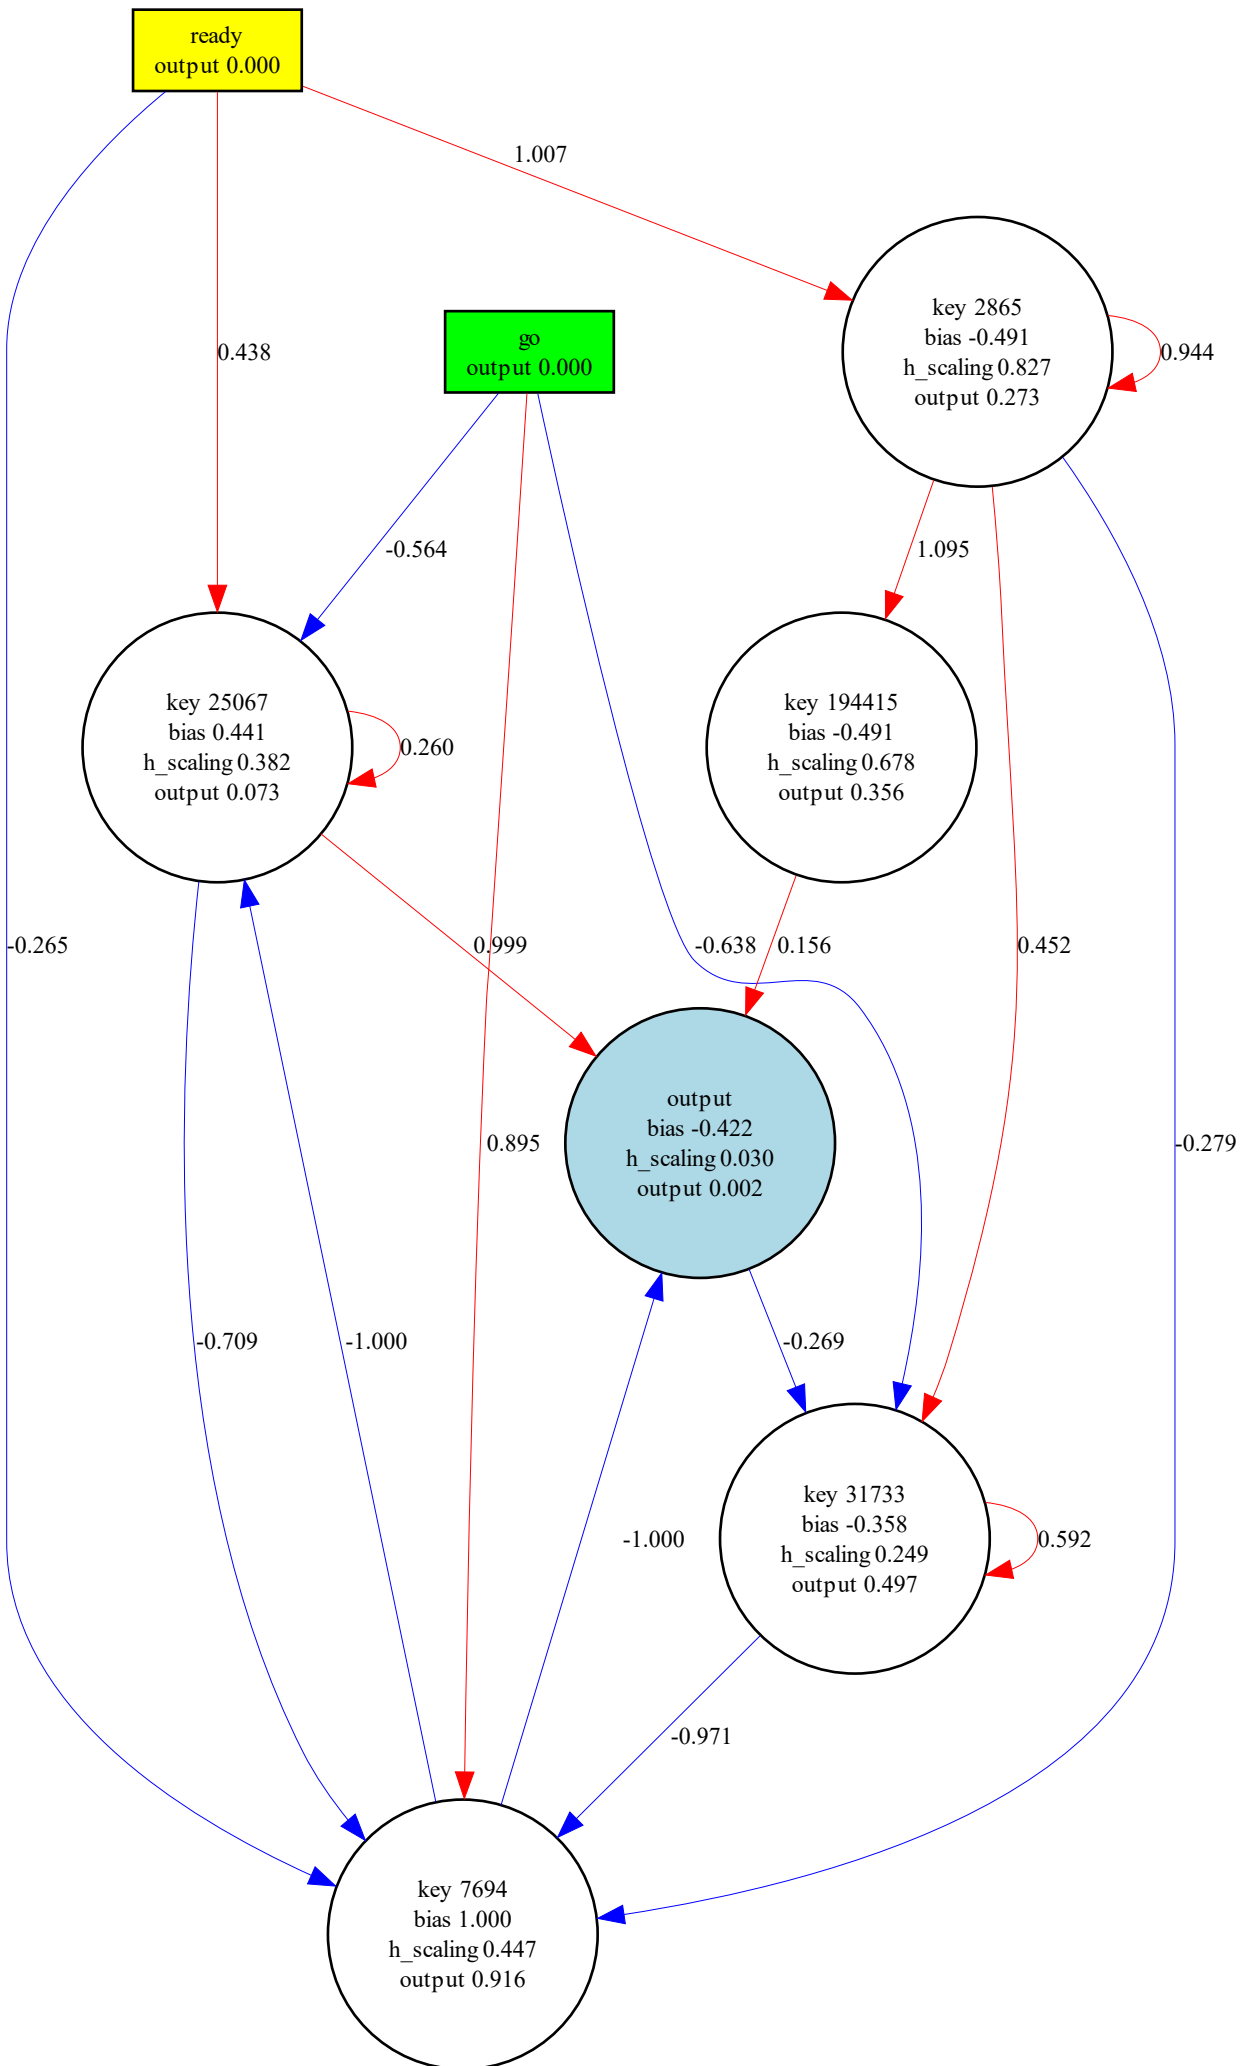 ready
output 0.000
1.007
go
output 0.000
key 2865
bias -0.491
h_scaling 0.827
output 0.273
0.944
0.438
-0.564
1.095
key 25067
bias 0.441
h_scaling 0.382
output 0.073
0.260
key 194415
bias -0.491
h_scaling 0.678
output 0.356
-0.265
0.999
-0.638
0.156
0.452
output
bias -0.422
h_scaling 0.030
output 0.002
0.895
-0.279
-0.709
-1.000
-0.269
key 31733
bias -0.358
h_scaling 0.249
output 0.497
-1.000
0.592
-0.971
key 7694
bias 1.000
h_scaling 0.447
output 0.916